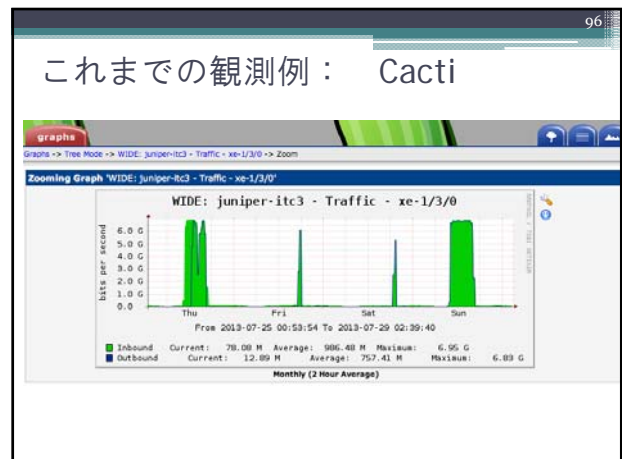 96
これまでの観測例： Cacti
graphs
Graphs -> Tree Mode -> WIDE: juniper-itc3 - Traffic - xe-1/3/0 -> Zoom
Zooming Graph 'WIDE: juniper-itc3 - Traffic - xe-1/3/0'
WIDE: juniper-itc3 - Traffic - xe-1/3/0
bits per second
6.0 G
5.0 G
4.0 G
3.0 G
2.0 G
1.0 G
0.0
Thu Fri Sat Sun
From 2013-07-25 00:53:54 To 2013-07-29 02:39:40
Inbound Current: 78.08 M Average: 986.48 M Maximum: 6.95 G
Outbound Current: 12.89 M Average: 757.41 M Maximum: 6.83 G
Monthly (2 Hour Average)